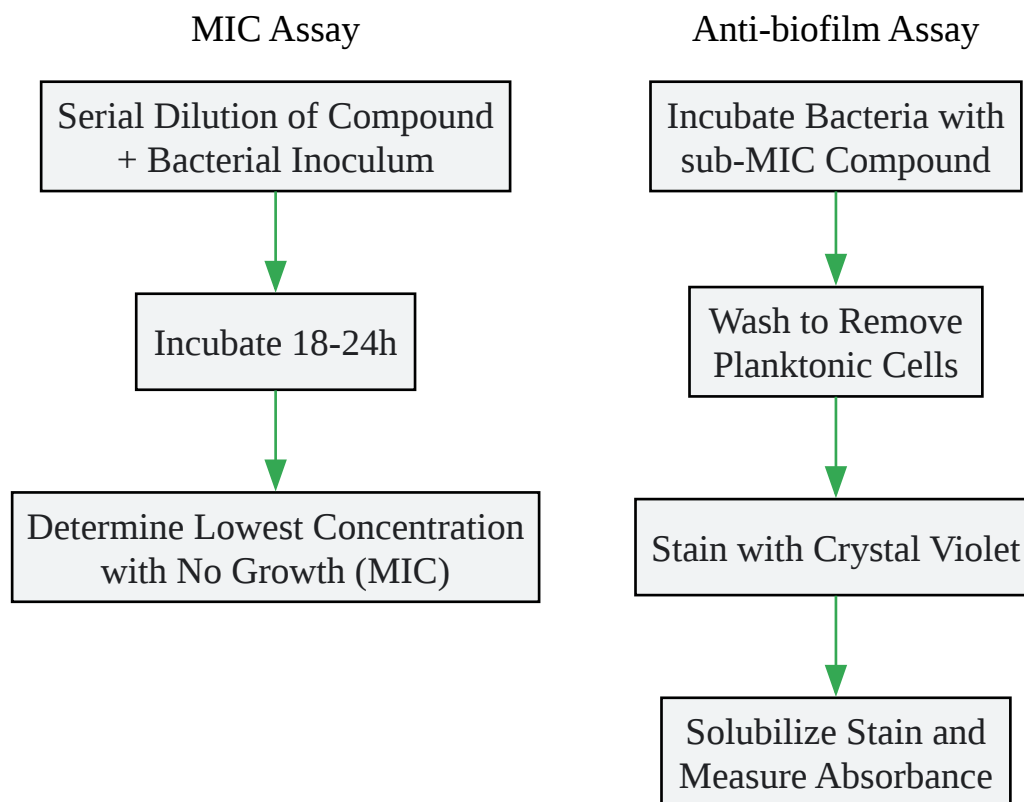 MIC Assay
Serial Dilution of Compound
+ Bacterial Inoculum
Incubate 18-24h
Determine Lowest Concentration
with No Growth (MIC)
Anti-biofilm Assay
Incubate Bacteria with
sub-MIC Compound
Wash to Remove
Planktonic Cells
Stain with Crystal Violet
Solubilize Stain and
Measure Absorbance